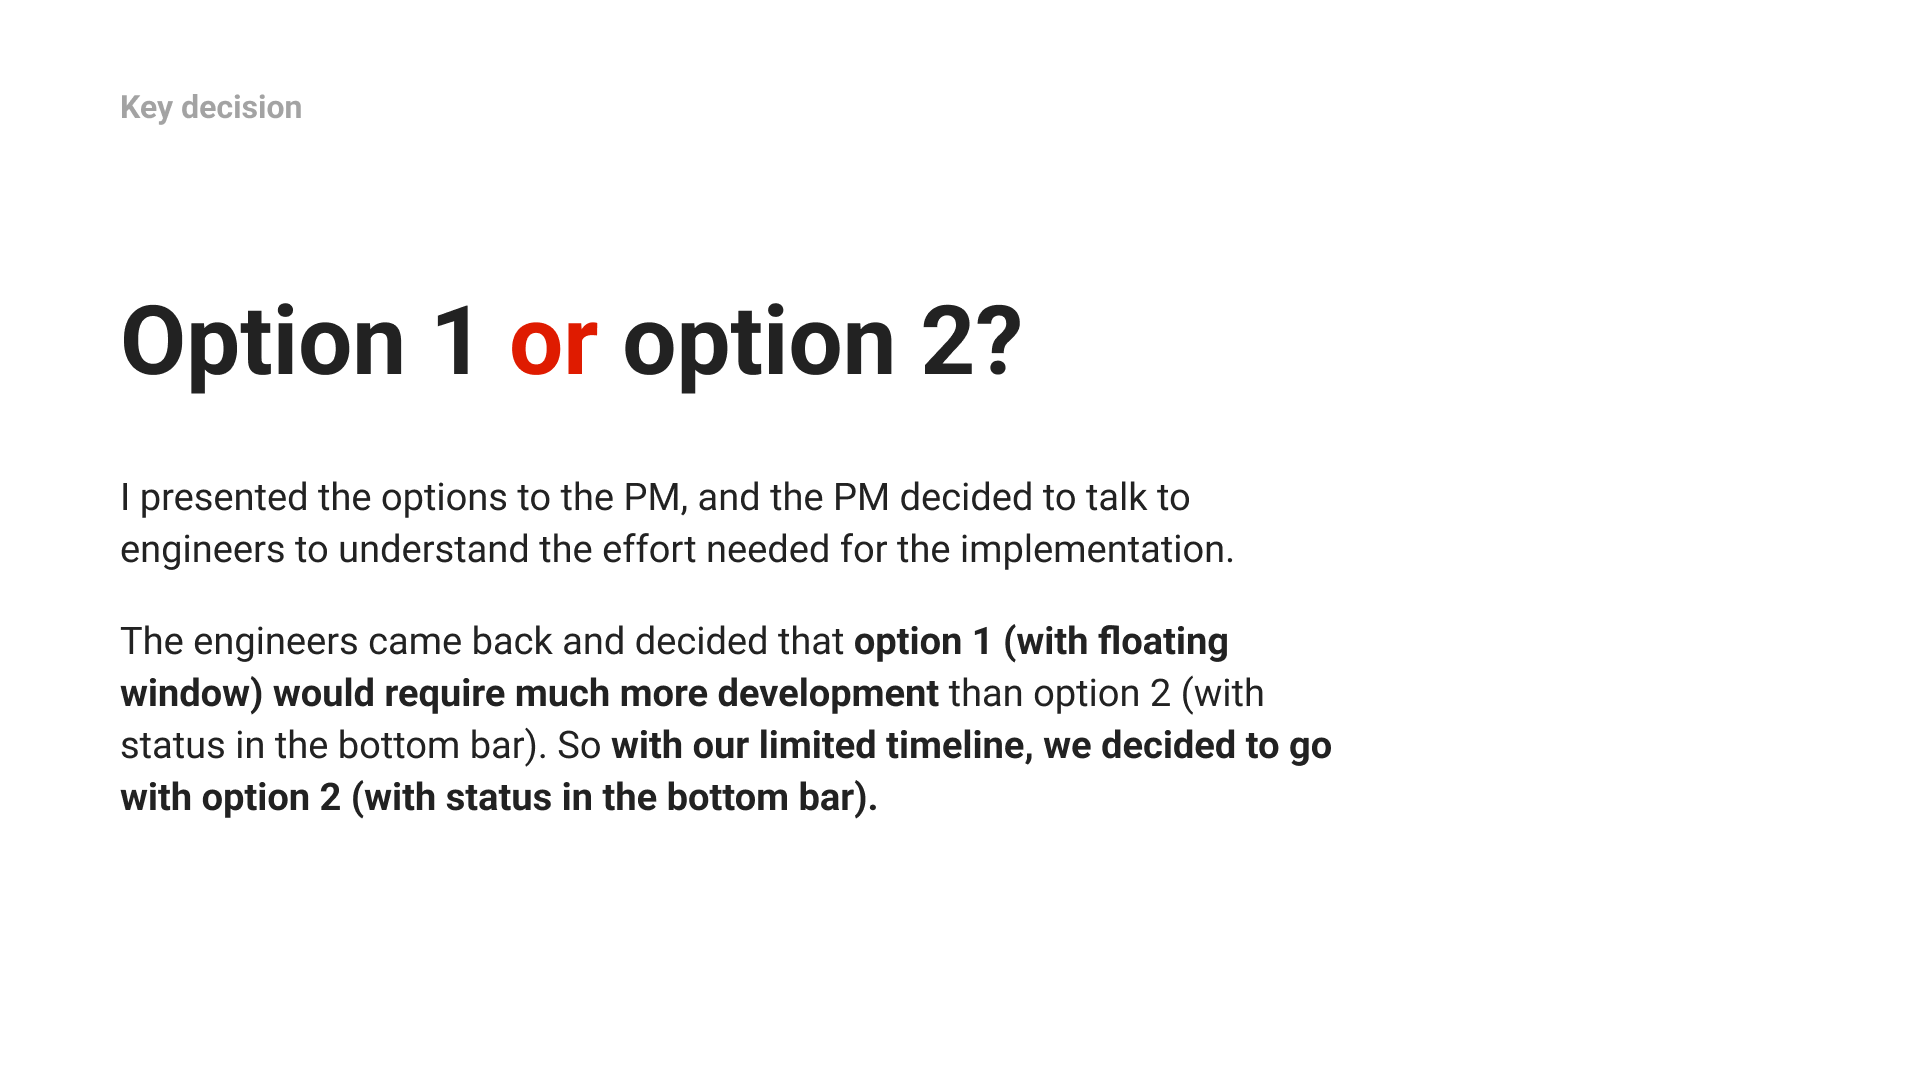 Key decision
Option 1 or option 2?
I presented the options to the PM, and the PM decided to talk to
engineers to understand the effort needed for the implementation.
The engineers came back and decided that option 1 (with floating
window) would require much more development than option 2 (with
status in the bottom bar). So with our limited timeline, we decided to go
with option 2 (with status in the bottom bar).